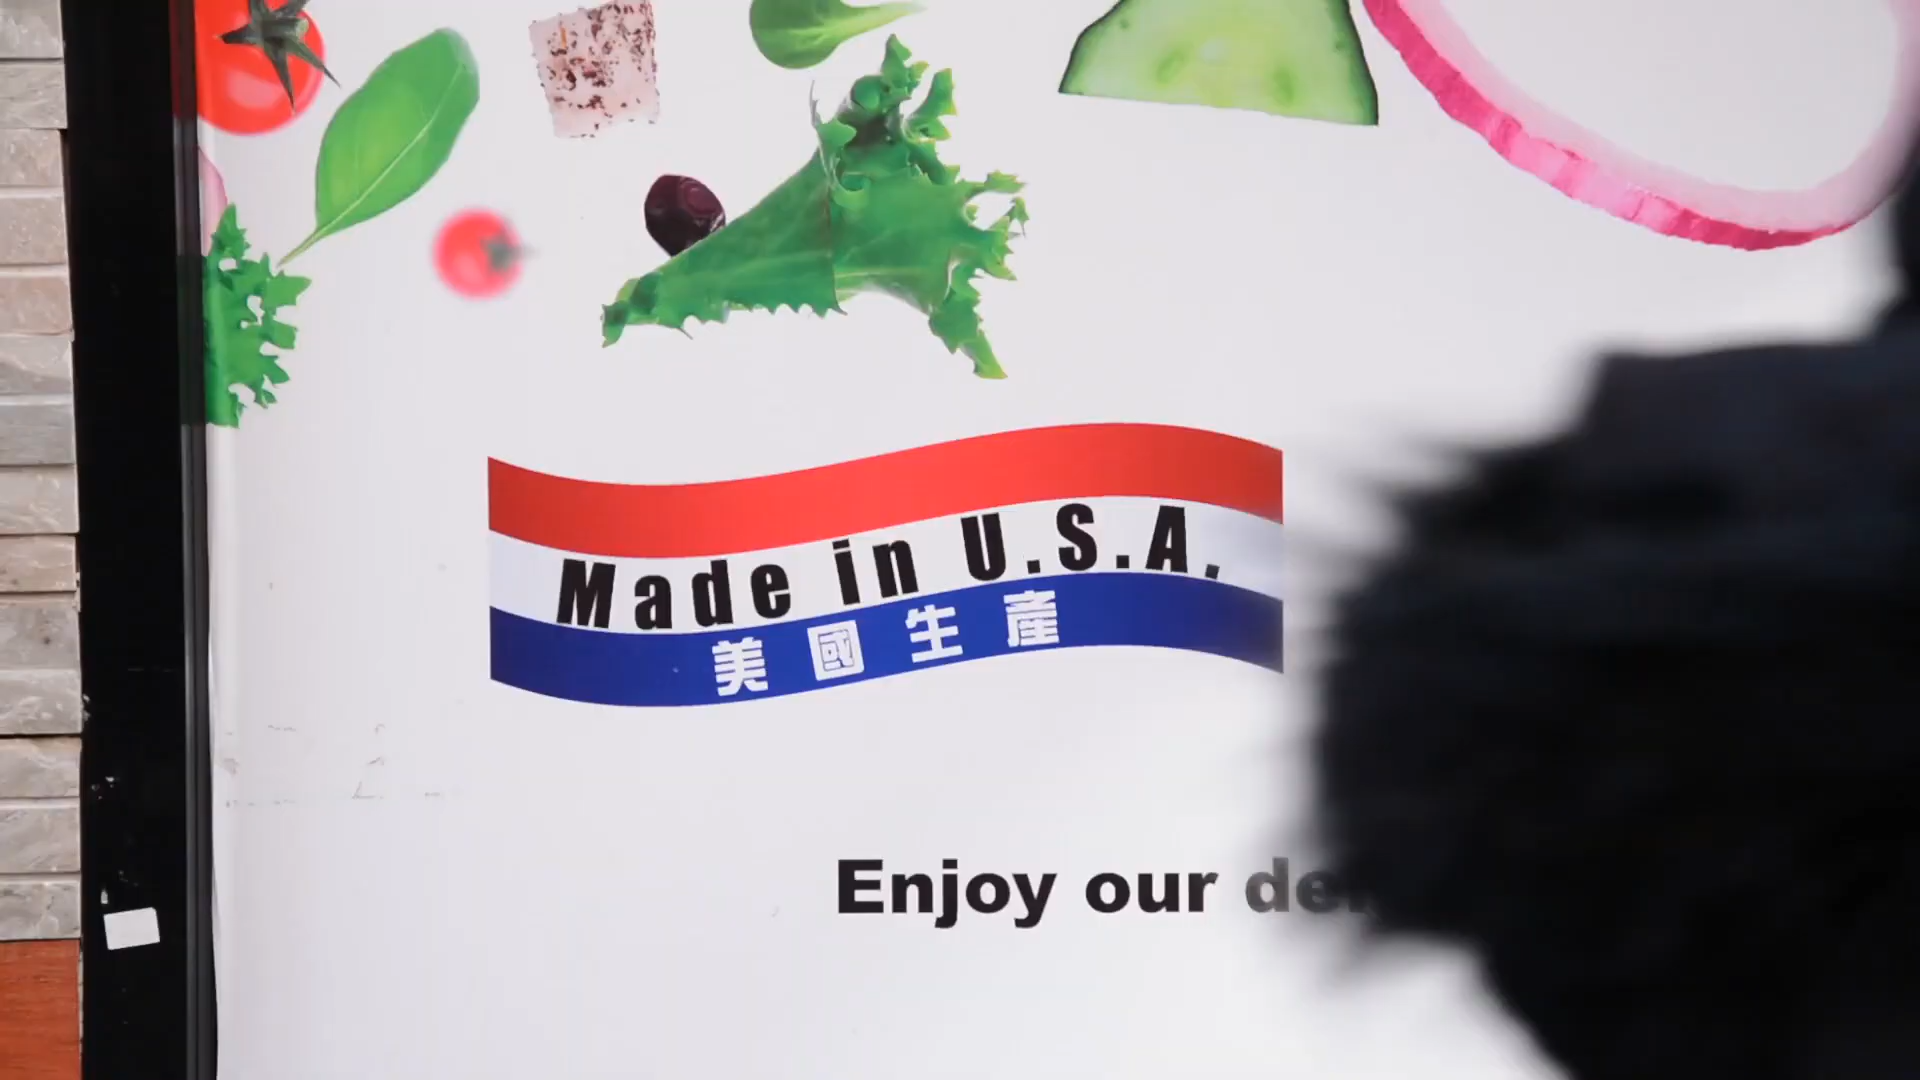 Made in U.S.A.
美國生產
Enjoy our